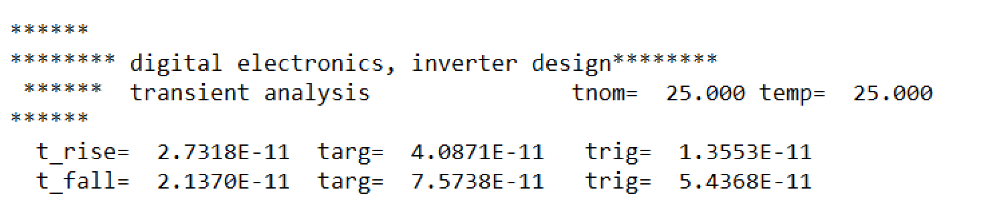 ******
******** digital electronics, inverter design********
****** transient analysis tnom= 25.000 temp= 25.000
******
t_rise= 2.7318E-11 targ= 4.0871E-11 trig= 1.3553E-11
t_fall= 2.1370E-11 targ= 7.5738E-11 trig= 5.4368E-11